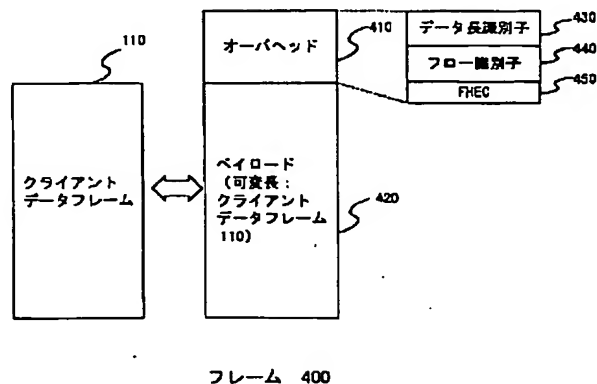 110
クライアント
データフレーム
オーバヘッド
410
ペイロード
(可変長:
クライアント
データフレーム
110)
420
データ長識別子
430
フロー識別子
440
FHEC
450
フレーム 400